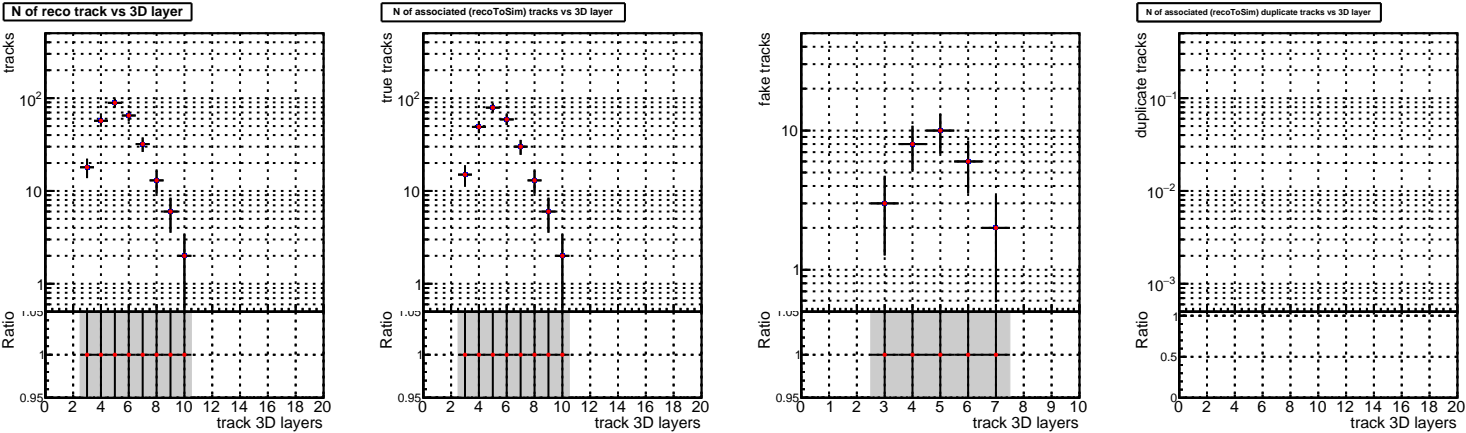 N of reco track vs 3D layer
tracks
10²
10
1
Ratio
1.05
1
0.95
0 2 4 6 8 10 12 14 16 18 20
track 3D layers
N of associated (recoToSim) tracks vs 3D layer
true tracks
10²
10
1
Ratio
1.05
1
0.95
0 2 4 6 8 10 12 14 16 18 20
track 3D layers
fake tracks
10
1
Ratio
1.05
1
0.95
0 1 2 3 4 5 6 7 8 9 10
track 3D layers
N of associated (recoToSim) duplicate tracks vs 3D layer
duplicate tracks
10⁻¹
10⁻²
10⁻³
Ratio
1
0.5
0
0 2 4 6 8 10 12 14 16 18 20
track 3D layers